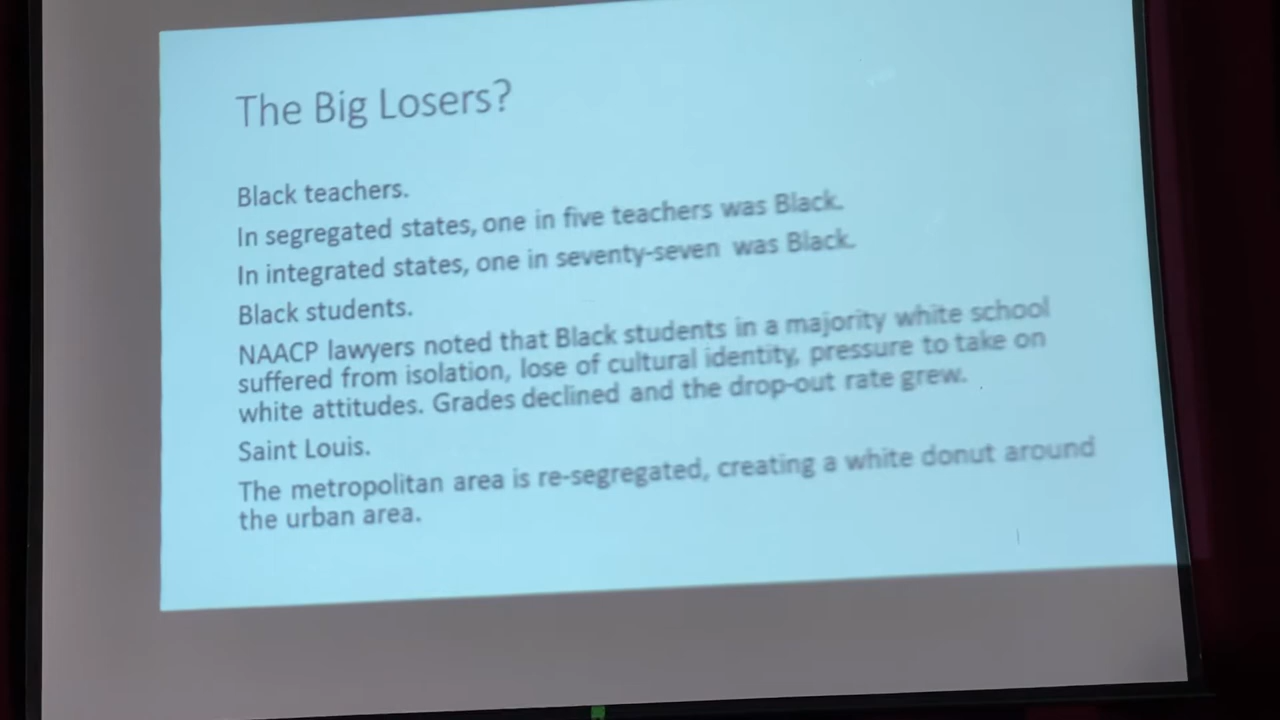 The Big Losers?
Black teachers.
In segregated states, one in five teachers was Black.
In integrated states, one in seventy-seven was Black.
Black students.
NAACP lawyers noted that Black students in a majority white school
suffered from isolation, lose of cultural identity, pressure to take on
white attitudes. Grades declined and the drop-out rate grew.
Saint Louis.
The metropolitan area is re-segregated, creating a white donut around
the urban area.